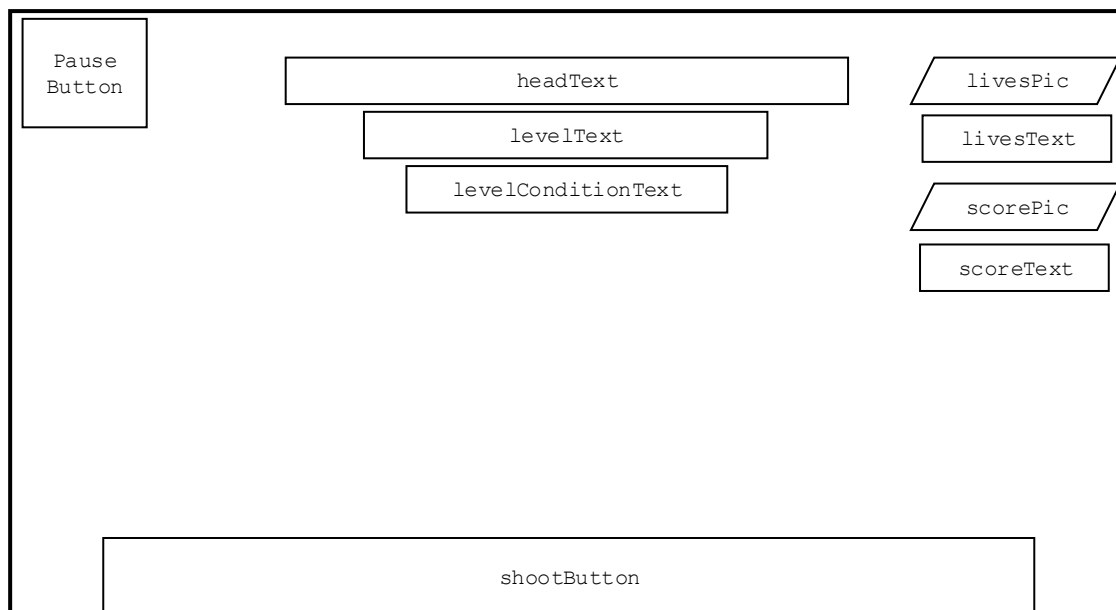 Pause
Button
headText
levelText
levelConditionText
livesPic
livesText
scorePic
scoreText
shootButton